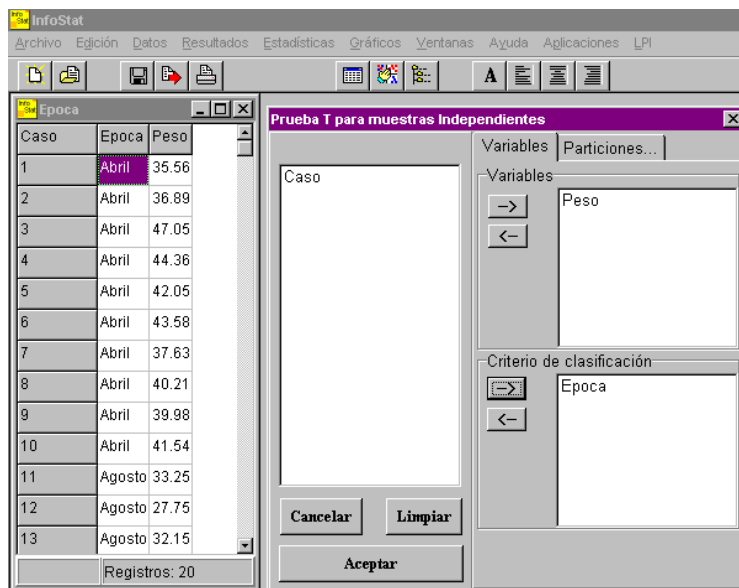 InfoStat
Archivo Edición Datos Resultados Estadísticas Gráficos Ventanas Ayuda Aplicaciones LPI
A
Epoca
Caso Epoca Peso
1 Abril 35.56
2 Abril 36.89
3 Abril 47.05
4 Abril 44.36
5 Abril 42.05
6 Abril 43.58
7 Abril 37.63
8 Abril 40.21
9 Abril 39.98
10 Abril 41.54
11 Agosto 33.25
12 Agosto 27.75
13 Agosto 32.15
Registros: 20
Prueba T para muestras Independientes
Caso
Cancelar Limpiar
Aceptar
Variables Particiones...
Variables
-->
<--
Peso
Criterio de clasificación
-->
<--
Epoca